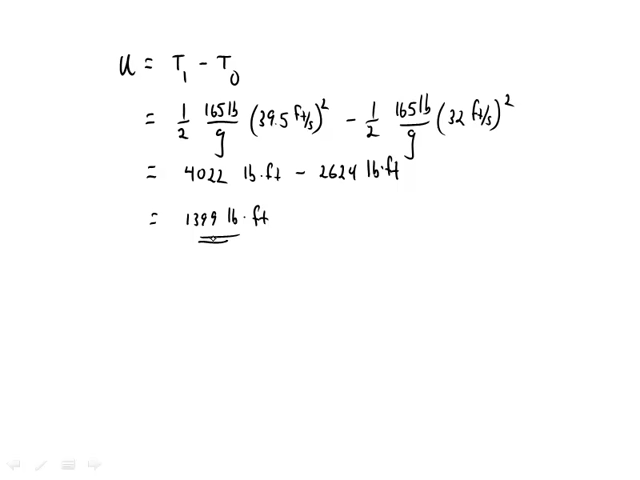 U = T₁ - T₀
= 1/2 165lb/g (39.5 ft/s)² - 1/2 165lb/g (32 ft/s)²
= 4022 lb·ft - 2624 lb·ft
= 1399 lb·ft